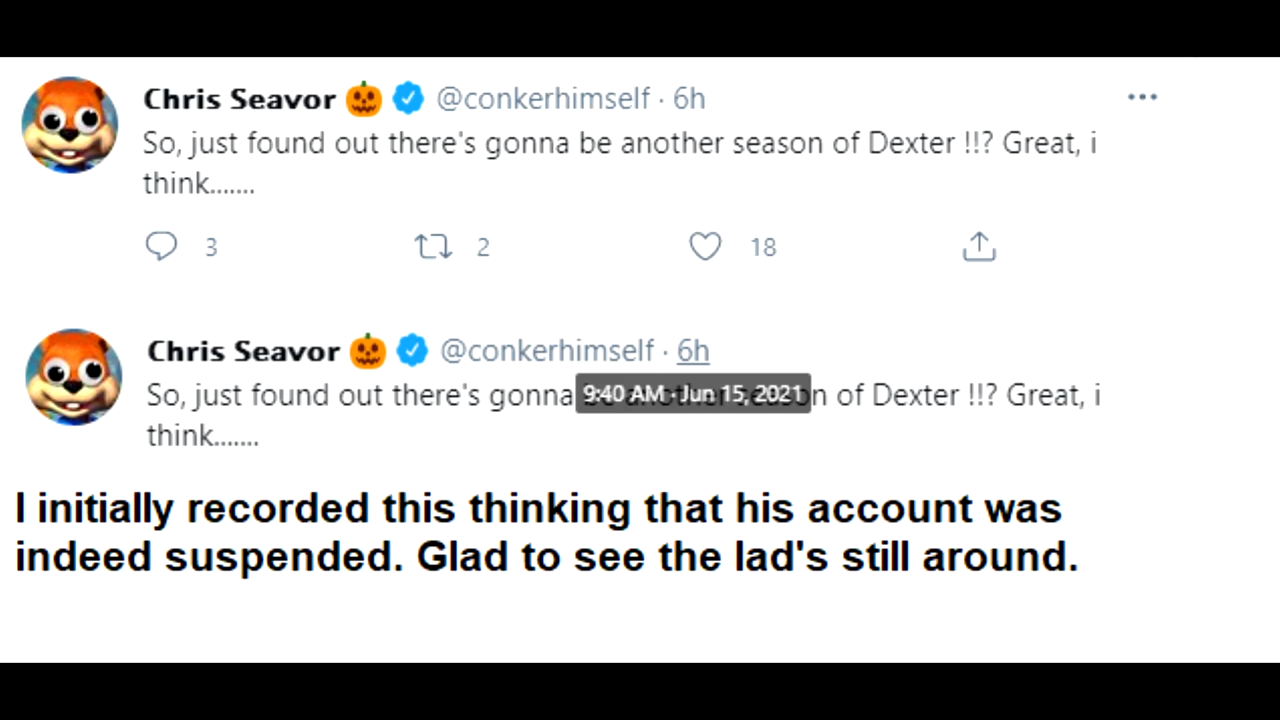 Chris Seavor 🎃 @conkerhimself · 6h
So, just found out there's gonna be another season of Dexter !!? Great, i
think.......
3 2 18
Chris Seavor 🎃 @conkerhimself · 6h
So, just found out there's gonna be another season of Dexter !!? Great, i
9:40 AM · Jun 15, 2021
think.......
I initially recorded this thinking that his account was
indeed suspended. Glad to see the lad's still around.